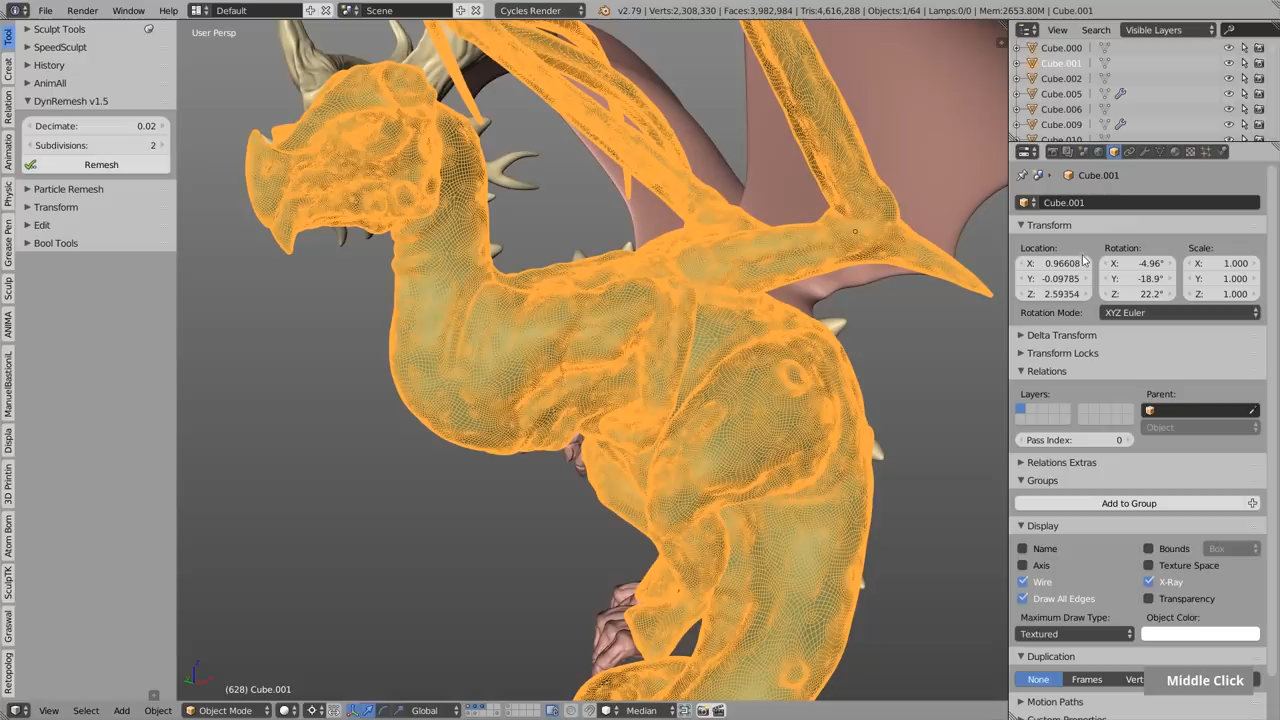 File Render Window Help Default Scene Cycles Render v2.79 | Verts:2,308,330 | Faces:3,982,984 | Tris:4,616,288 | Objects:1/64 | Lamps:0/0 | Mem:2653.80M | Cube.001
Tool
Creat
Relation
Animatio
Physic
Grease Pen
Sculp
ANIMA
ManuelBastioniL
Displa
3D Printin
Atom Bom
SculpTK
Graswal
Retopolog
Sculpt Tools
SpeedSculpt
History
AnimAll
DynRemesh v1.5
Decimate: 0.02
Subdivisions: 2
Remesh
Particle Remesh
Transform
Edit
Bool Tools
User Persp
(628) Cube.001
View Select Add Object Object Mode Global Median
View Search Visible Layers
Cube.000
Cube.001
Cube.002
Cube.005
Cube.006
Cube.009
Cube.001
Cube.001
Transform
Location: Rotation: Scale:
X: 0.96608 X: -4.96° X: 1.000
Y: -0.09785 Y: -18.9° Y: 1.000
Z: 2.59354 Z: 22.2° Z: 1.000
Rotation Mode: XYZ Euler
Delta Transform
Transform Locks
Relations
Layers: Parent:
Object
Pass Index: 0
Relations Extras
Groups
Add to Group
Display
Name Bounds Box
Axis Texture Space
Wire X-Ray
Draw All Edges Transparency
Maximum Draw Type: Object Color:
Textured
Duplication
None Frames Vert
Middle Click
Motion Paths